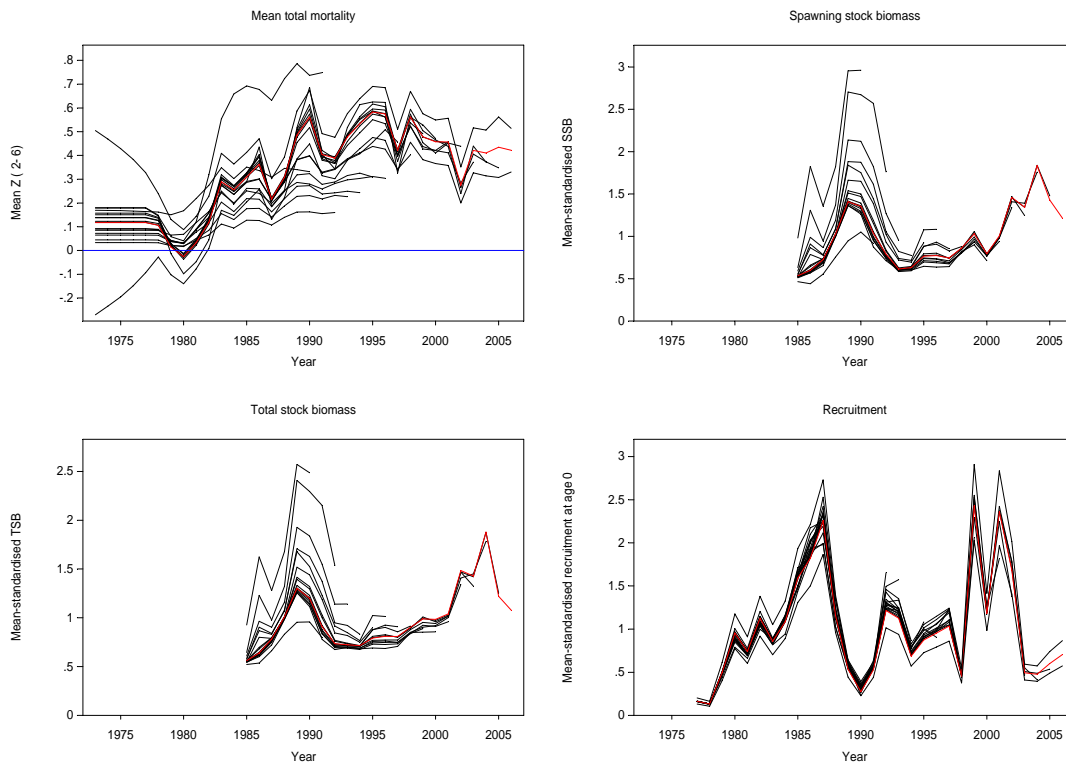 Mean total mortality
Mean Z ( 2- 6)
.8
.7
.6
.5
.4
.3
.2
.1
0
-.1
-.2
1975 1980 1985 1990 1995 2000 2005
Year
Spawning stock biomass
Mean-standardised SSB
3
2.5
2
1.5
1
0.5
0
1975 1980 1985 1990 1995 2000 2005
Year
Total stock biomass
Mean-standardised TSB
2.5
2
1.5
1
.5
0
1975 1980 1985 1990 1995 2000 2005
Year
Recruitment
Mean-standardised recruitment at age 0
3
2.5
2
1.5
1
0.5
0
1975 1980 1985 1990 1995 2000 2005
Year